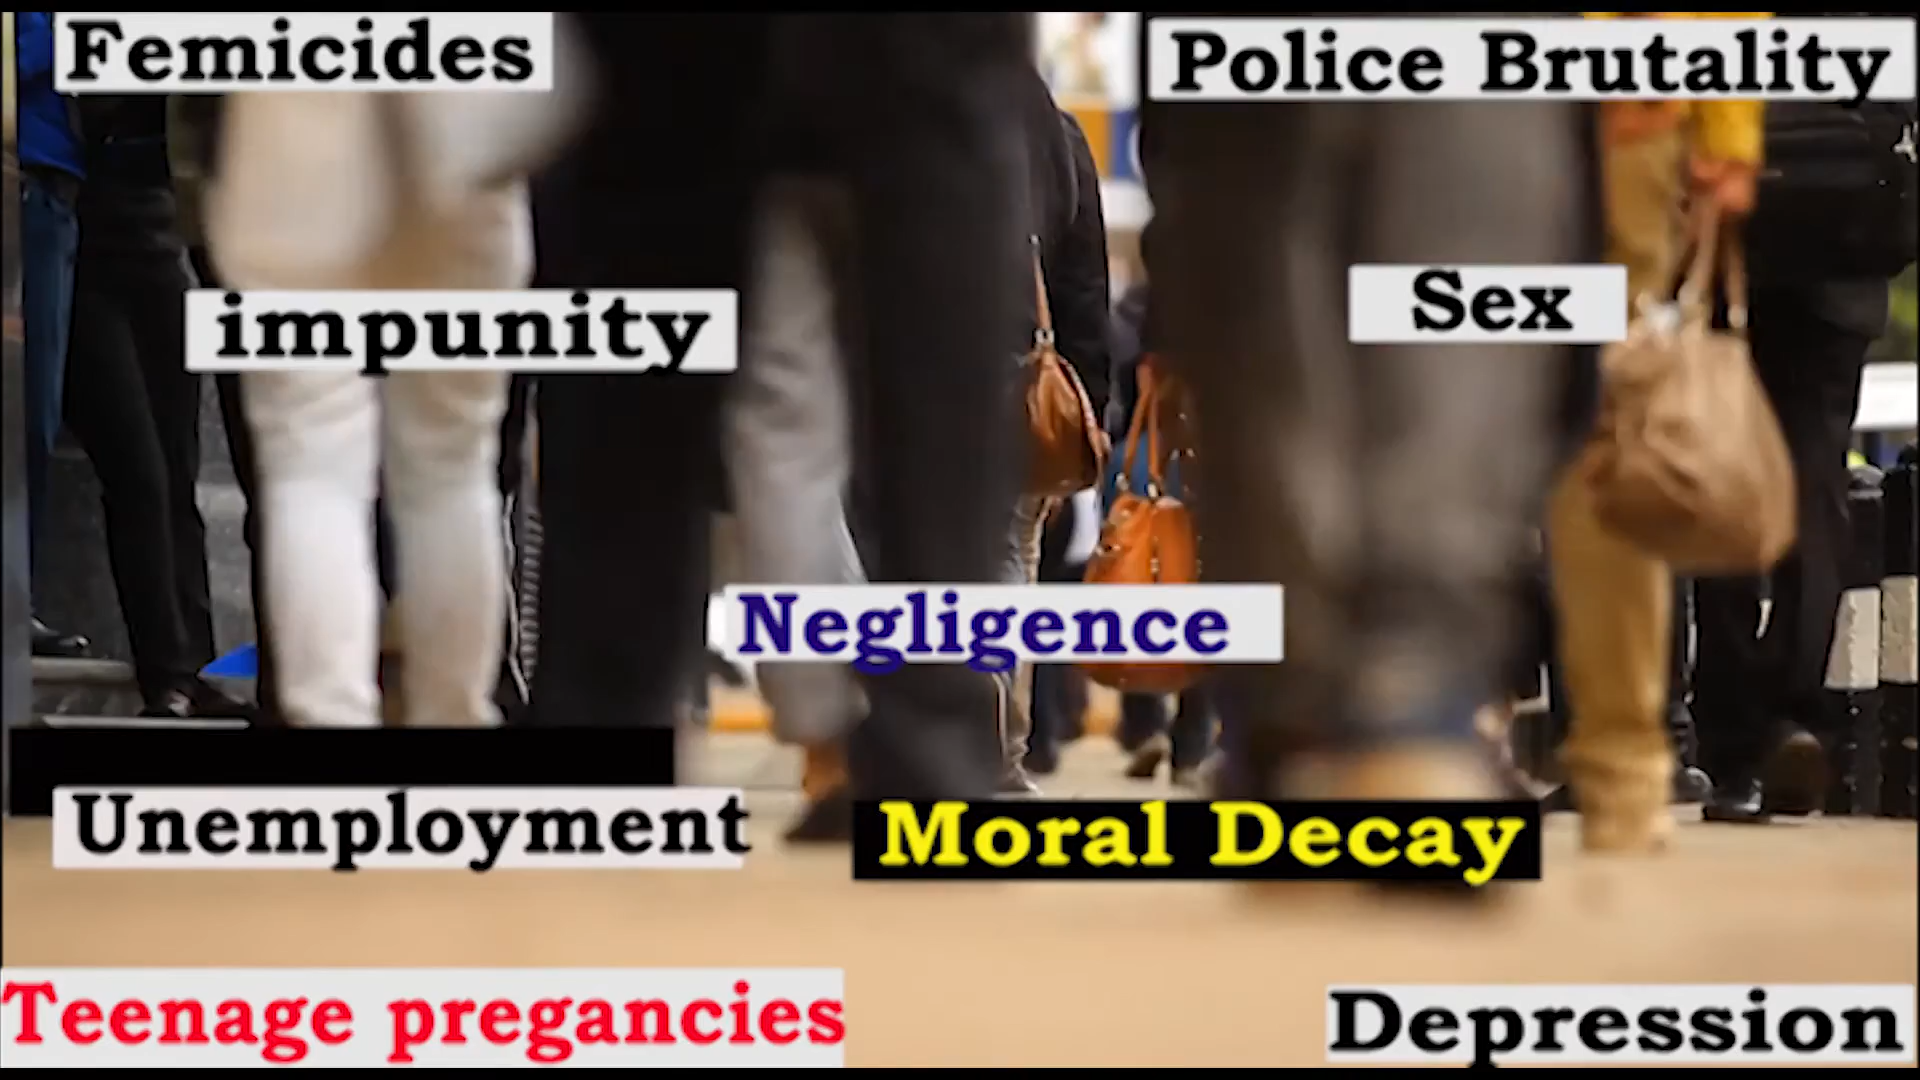 Femicides
Police Brutality
impunity
Sex
Negligence
Unemployment
Moral Decay
Teenage pregancies
Depression